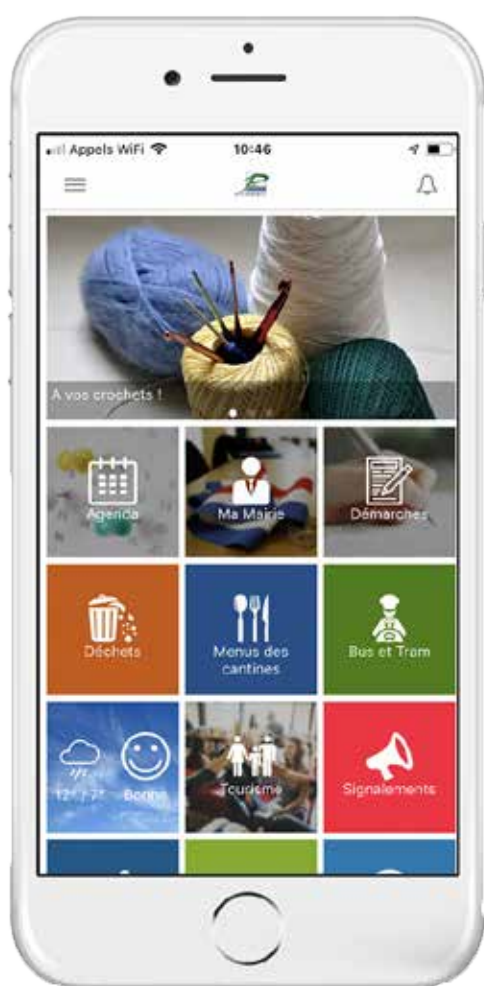 Appels WiFi
10:46
A vos crochets !
Agenda
Ma Mairie
Démarches
Déchets
Menus des
cantines
Bus et Tram
12° / 7°
Bonne
Tourisme
Signalements